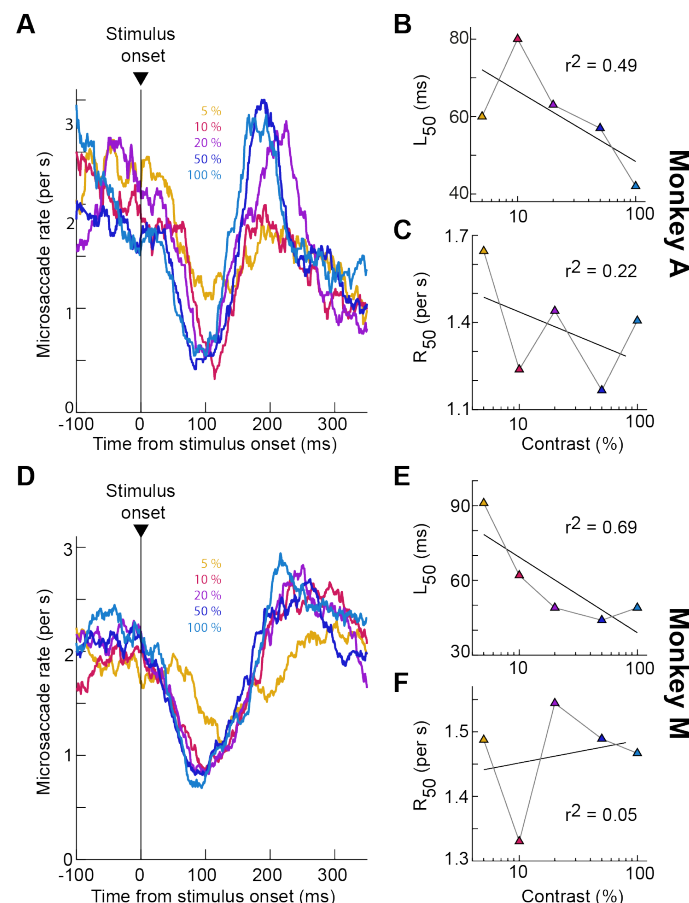 A
Stimulus
onset
5 %
10 %
20 %
50 %
100 %
Microsaccade rate (per s)
3
2
1
0
-100 0 100 200 300
Time from stimulus onset (ms)
B
L50 (ms)
80
60
40
r2 = 0.49
10 100
C
R50 (per s)
1.7
1.4
1.1
r2 = 0.22
10 100
Contrast (%)
Monkey A
D
Stimulus
onset
5 %
10 %
20 %
50 %
100 %
Microsaccade rate (per s)
3
2
1
0
-100 0 100 200 300
Time from stimulus onset (ms)
E
L50 (ms)
90
60
30
r2 = 0.69
10 100
F
R50 (per s)
1.5
1.4
1.3
r2 = 0.05
10 100
Contrast (%)
Monkey M